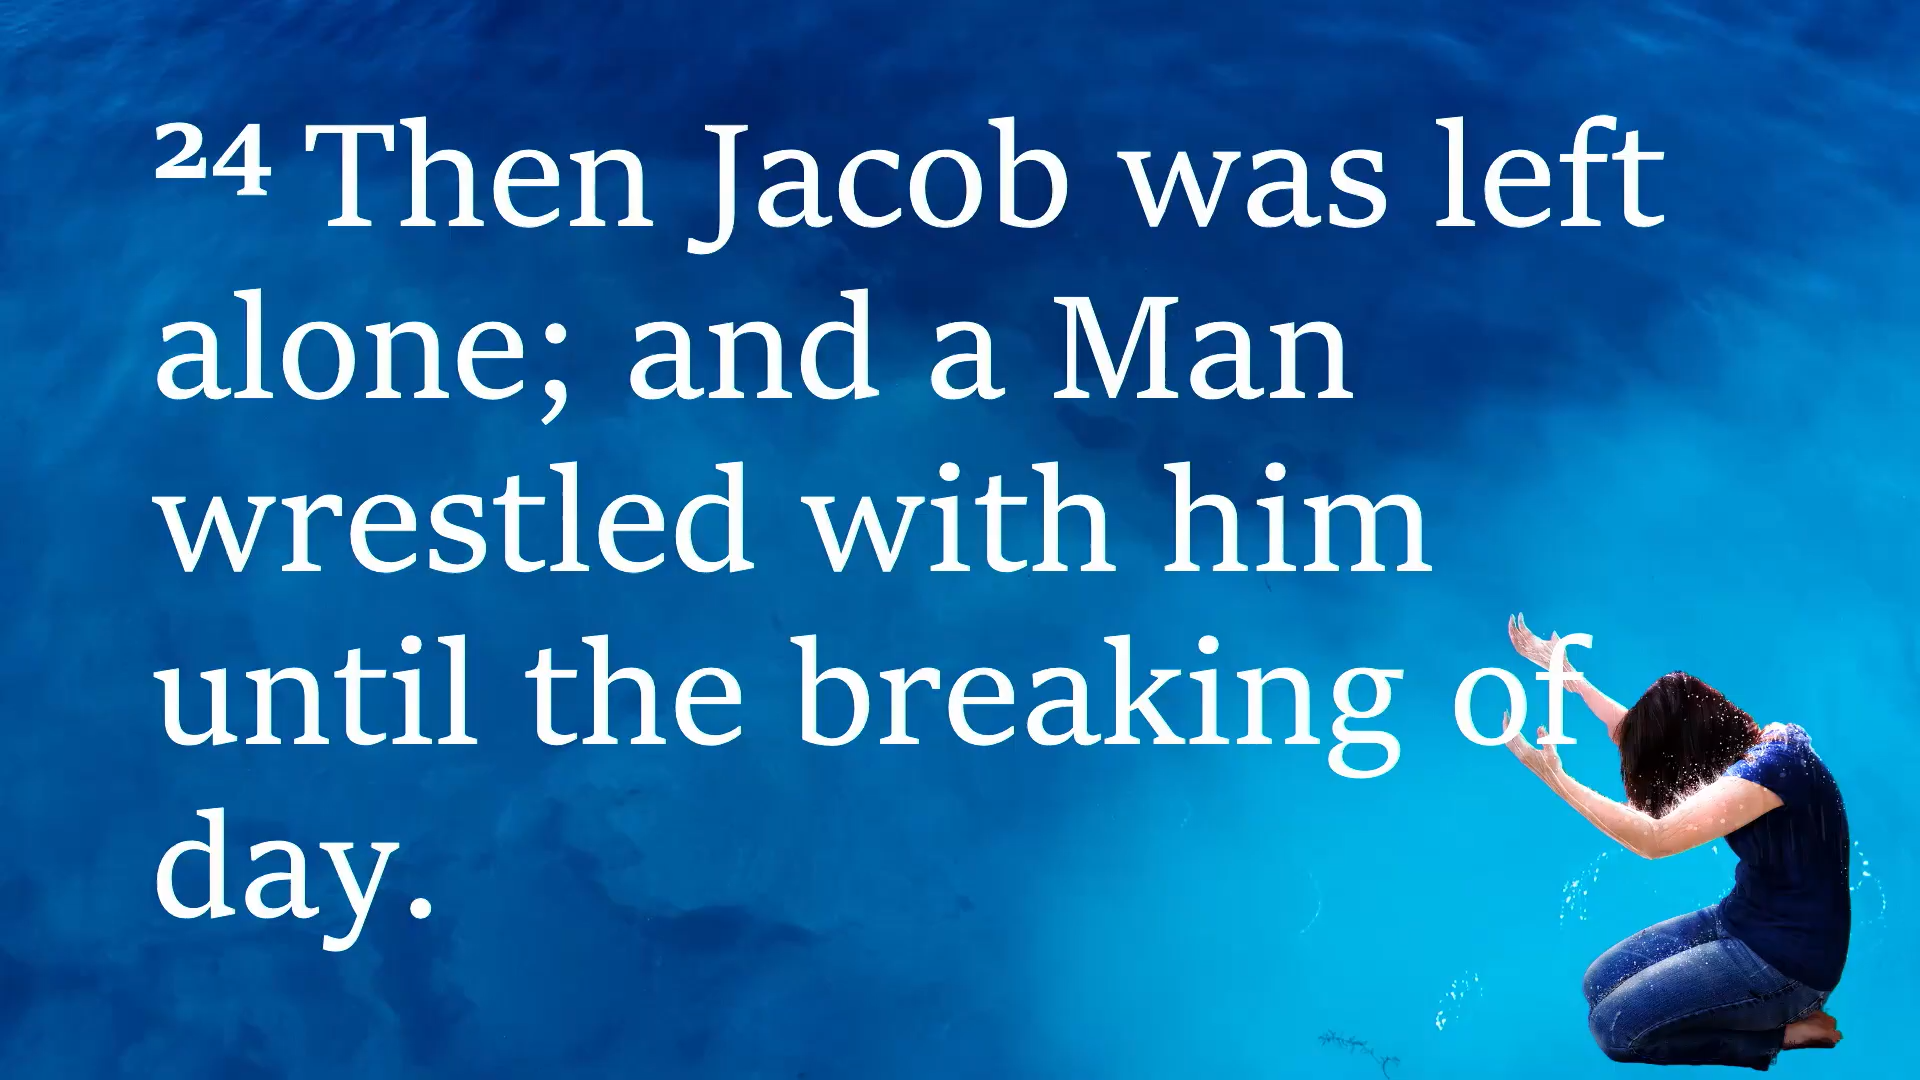 24 Then Jacob was left
alone; and a Man
wrestled with him
until the breaking of
day.